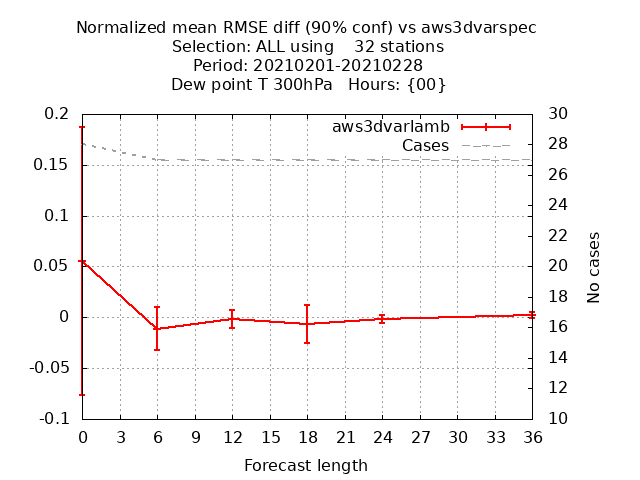 Normalized mean RMSE diff (90% conf) vs aws3dvarspec
Selection: ALL using    32 stations
Period: 20210201-20210228
Dew point T 300hPa   Hours: {00}
aws3dvarlamb
Cases
0.2
0.15
0.1
0.05
0
-0.05
-0.1
30
28
26
24
22
20
18
16
14
12
10
No cases
0 3 6 9 12 15 18 21 24 27 30 33 36
Forecast length